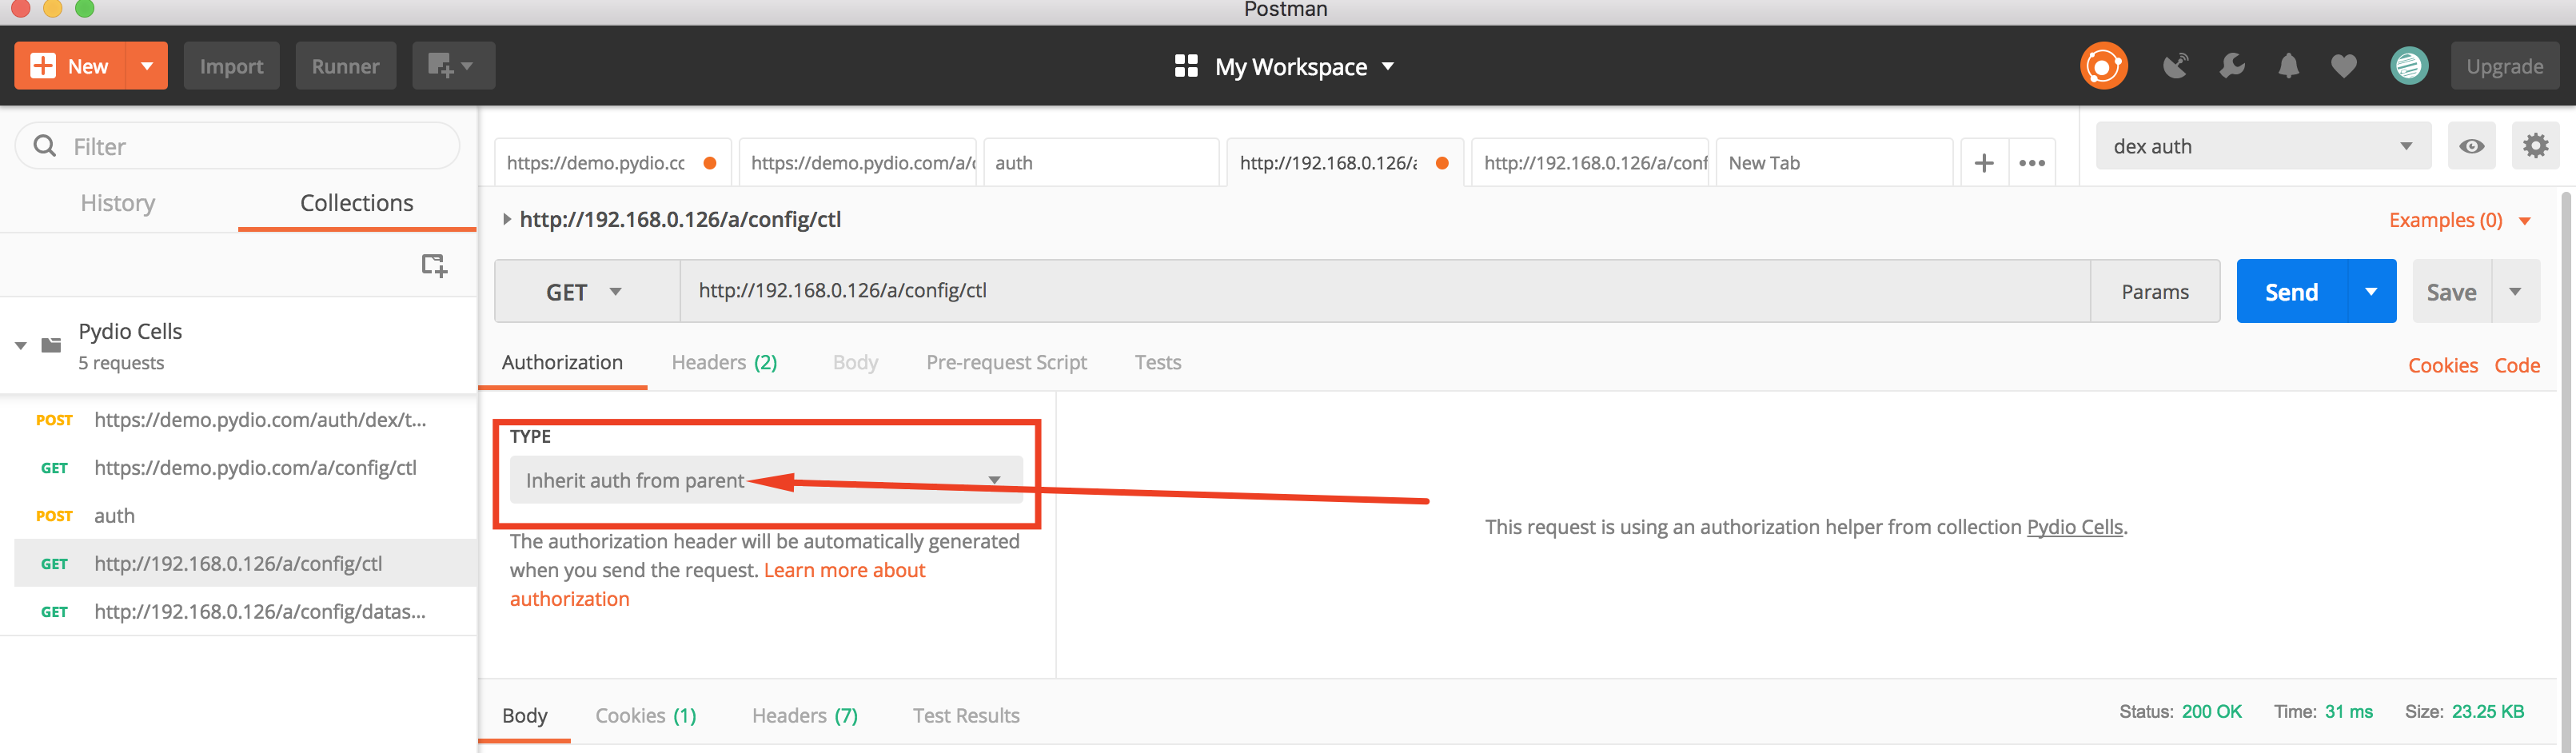 Postman
New
Import
Runner
My Workspace
Upgrade
Filter
History
Collections
Pydio Cells
5 requests
POST https://demo.pydio.com/auth/dex/t...
GET https://demo.pydio.com/a/config/ctl
POST auth
GET http://192.168.0.126/a/config/ctl
GET http://192.168.0.126/a/config/datas...
https://demo.pydio.cc
https://demo.pydio.com/a/c
auth
http://192.168.0.126/a
http://192.168.0.126/a/conf
New Tab
dex auth
http://192.168.0.126/a/config/ctl
Examples (0)
GET
http://192.168.0.126/a/config/ctl
Params
Send
Save
Authorization
Headers (2)
Body
Pre-request Script
Tests
Cookies
Code
TYPE
Inherit auth from parent
The authorization header will be automatically generated
when you send the request. Learn more about
authorization
This request is using an authorization helper from collection Pydio Cells.
Body
Cookies (1)
Headers (7)
Test Results
Status: 200 OK
Time: 31 ms
Size: 23.25 KB